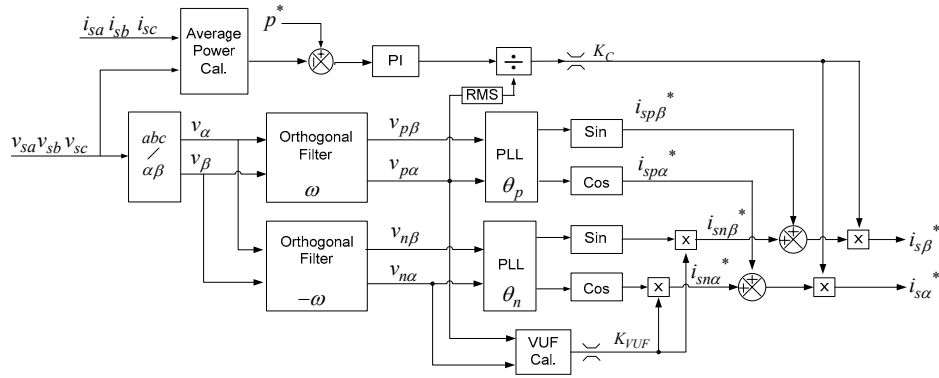 i_sa i_sb i_sc
p*
Average
Power
Cal.
+
+
PI
÷
K_C
RMS
v_sa v_sb v_sc
abc
/
αβ
v_α
v_β
Orthogonal
Filter
ω
v_pβ
v_pα
PLL
θ_p
Sin
Cos
i_spβ*
i_spα*
Orthogonal
Filter
-ω
v_nβ
v_nα
PLL
θ_n
Sin
Cos
x
x
i_snβ*
i_snα*
+
+
+
+
x
x
i_sβ*
i_sα*
VUF
Cal.
K_VUF